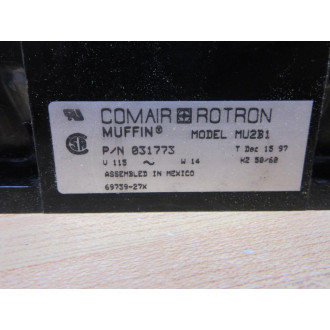 COMAIR ROTRON
MUFFIN® MODEL MU2B1
P/N 031773 T Dec 15 97
V 115 ~ W 14 HZ 50/60
ASSEMBLED IN MEXICO
69739-27X